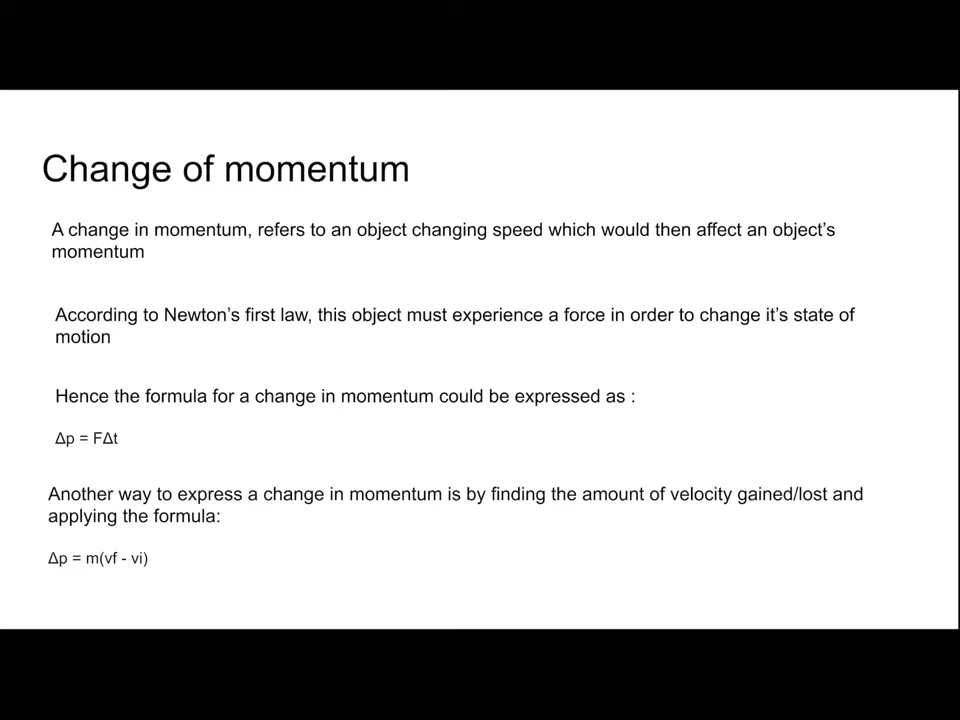 Change of momentum
A change in momentum, refers to an object changing speed which would then affect an object's
momentum
According to Newton's first law, this object must experience a force in order to change it's state of
motion
Hence the formula for a change in momentum could be expressed as :
Δp = FΔt
Another way to express a change in momentum is by finding the amount of velocity gained/lost and
applying the formula:
Δp = m(vf - vi)